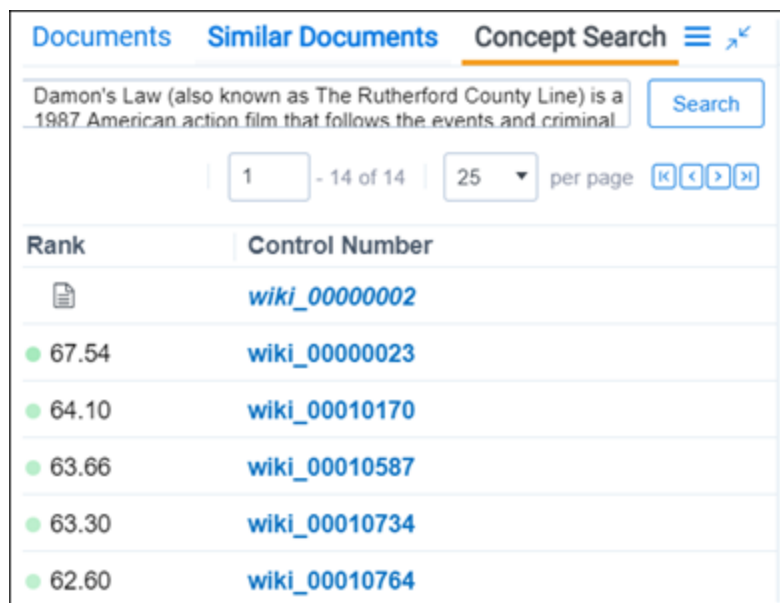 Documents Similar Documents Concept Search
Damon's Law (also known as The Rutherford County Line) is a
1987 American action film that follows the events and criminal
Search
1 - 14 of 14 25 per page
Rank Control Number
wiki_00000002
67.54 wiki_00000023
64.10 wiki_00010170
63.66 wiki_00010587
63.30 wiki_00010734
62.60 wiki_00010764